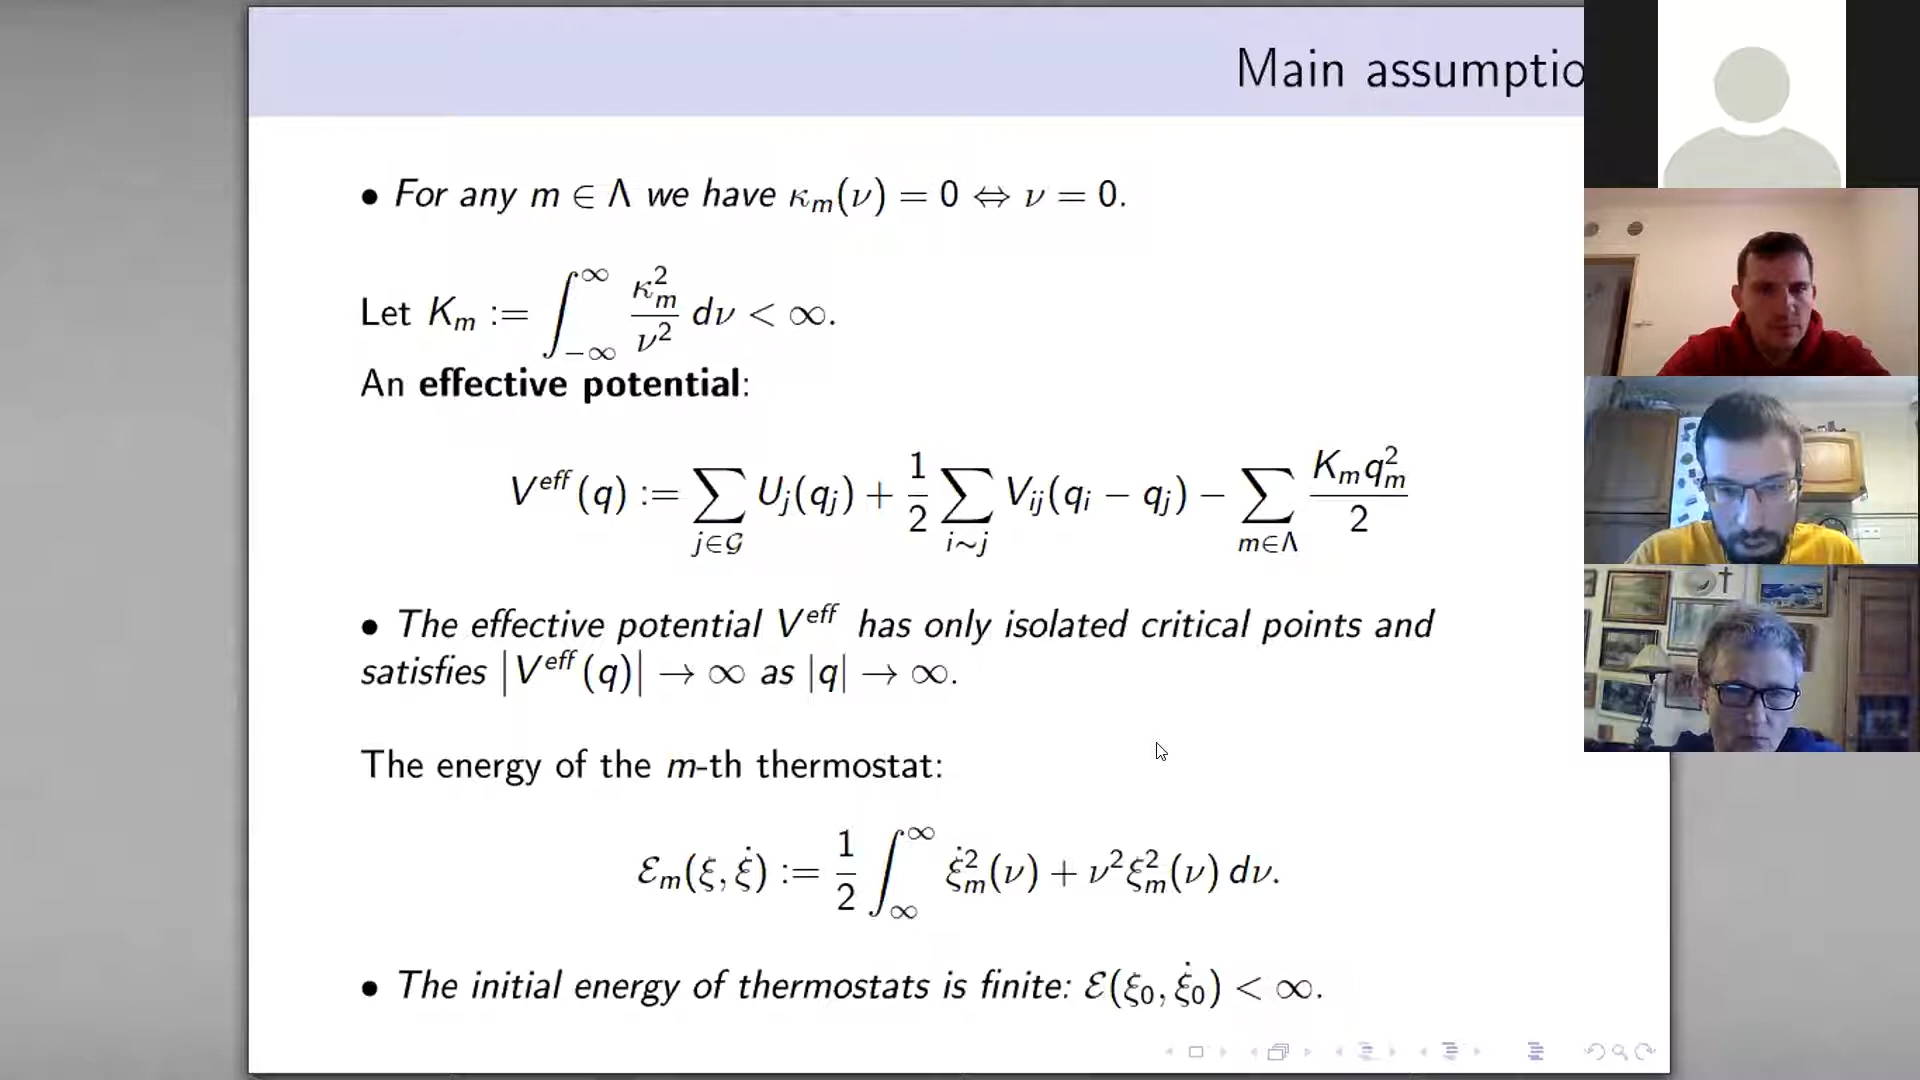 Main assumptio
• For any m ∈ Λ we have κ_m(ν) = 0 ⇔ ν = 0.
Let K_m := ∫_{−∞}^{∞} κ_m^2 / ν^2 dν < ∞.
An effective potential:
V^{eff}(q) := ∑_{j∈𝒢} U_j(q_j) + 1/2 ∑_{i∼j} V_{ij}(q_i − q_j) − ∑_{m∈Λ} K_m q_m^2 / 2
• The effective potential V^{eff} has only isolated critical points and
satisfies |V^{eff}(q)| → ∞ as |q| → ∞.
The energy of the m-th thermostat:
ℰ_m(ξ, ξ̇) := 1/2 ∫_{∞}^{∞} ξ̇_m^2(ν) + ν^2 ξ_m^2(ν) dν.
• The initial energy of thermostats is finite: ℰ(ξ_0, ξ̇_0) < ∞.